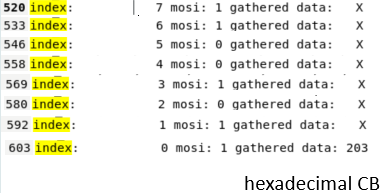 520 index: 7 mosi: 1 gathered data: X
533 index: 6 mosi: 1 gathered data: X
546 index: 5 mosi: 0 gathered data: X
558 index: 4 mosi: 0 gathered data: X
569 index: 3 mosi: 1 gathered data: X
580 index: 2 mosi: 0 gathered data: X
592 index: 1 mosi: 1 gathered data: X
603 index: 0 mosi: 1 gathered data: 203
hexadecimal CB